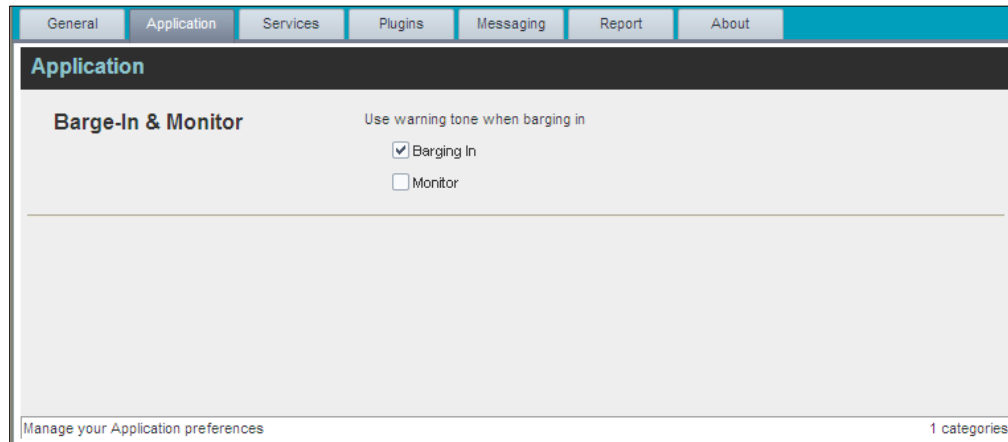 General Application Services Plugins Messaging Report About
Application
Barge-In & Monitor Use warning tone when barging in
Barging In
Monitor
Manage your Application preferences 1 categories